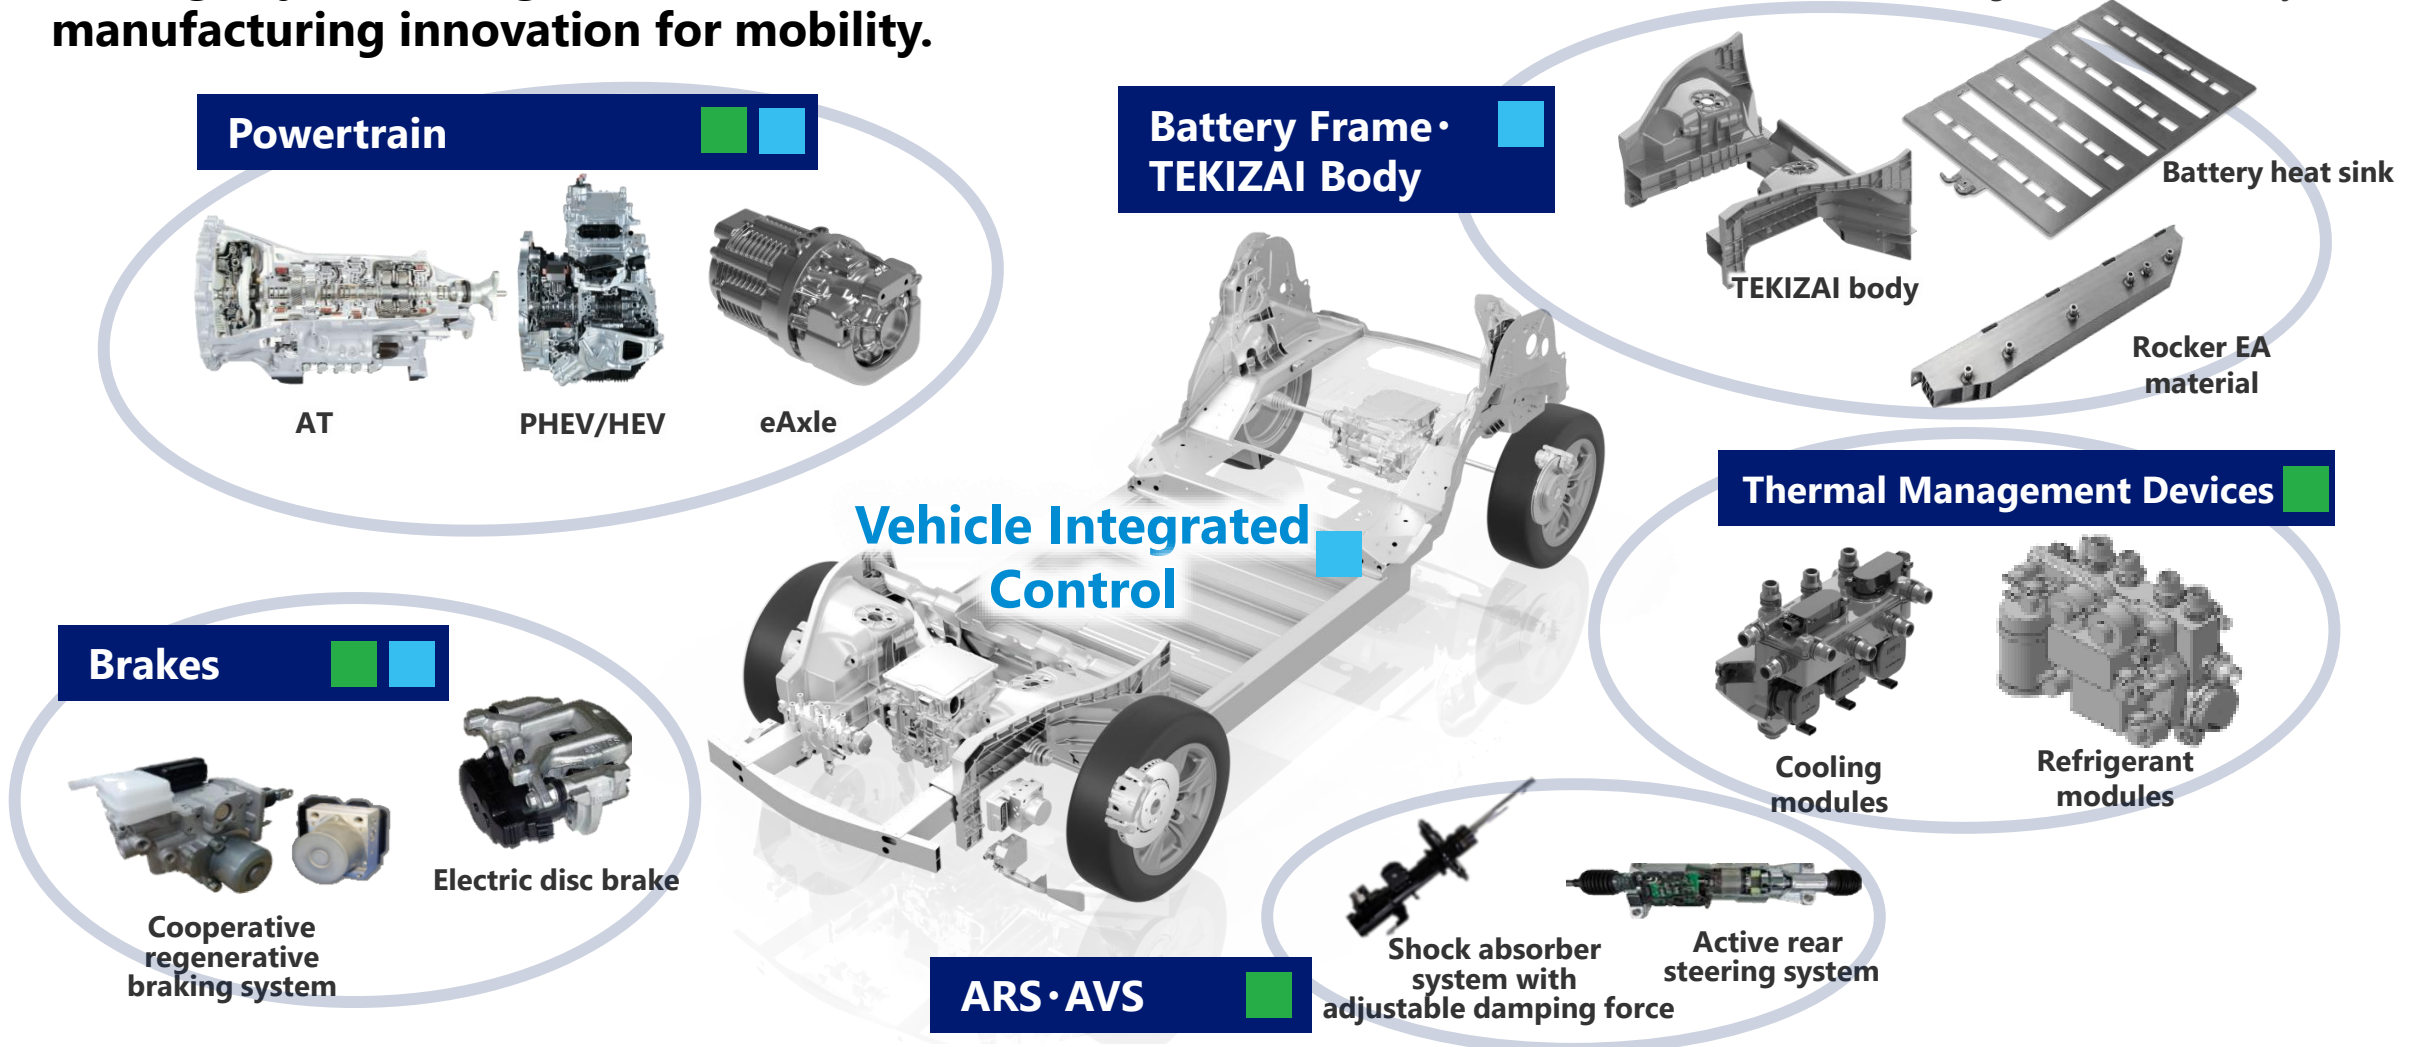 manufacturing innovation for mobility.
Powertrain
AT
PHEV/HEV
eAxle
Battery Frame・
TEKIZAI Body
Battery heat sink
TEKIZAI body
Rocker EA
material
Vehicle Integrated
Control
Thermal Management Devices
Cooling
modules
Refrigerant
modules
Brakes
Electric disc brake
Cooperative
regenerative
braking system
ARS・AVS
Shock absorber
system with
adjustable damping force
Active rear
steering system